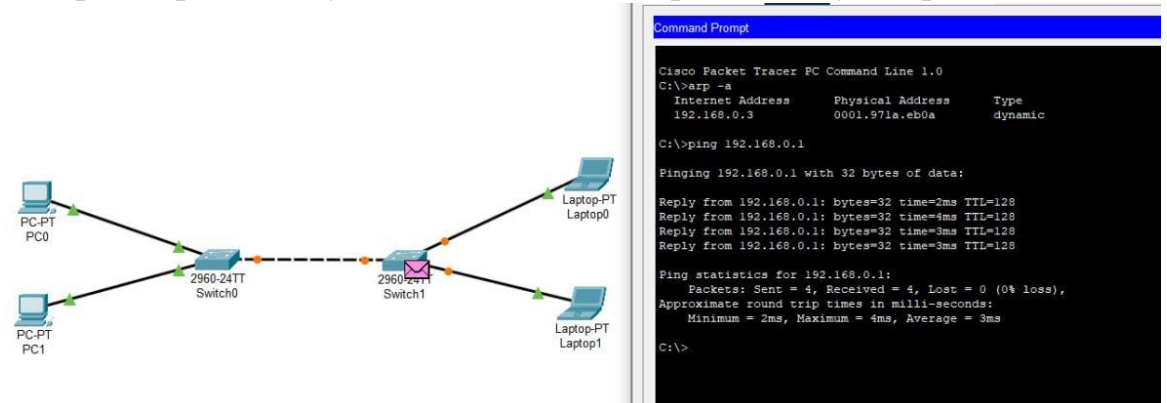 PC-PT
PC0
PC-PT
PC1
2960-24TT
Switch0
Switch1
Laptop-PT
Laptop0
Laptop-PT
Laptop1
Command Prompt
Cisco Packet Tracer PC Command Line 1.0
C:\>arp -a
Internet Address Physical Address Type
192.168.0.3 0001.971a.eb0a dynamic
C:\>ping 192.168.0.1
Pinging 192.168.0.1 with 32 bytes of data:
Reply from 192.168.0.1: bytes=32 time=2ms TTL=128
Reply from 192.168.0.1: bytes=32 time=4ms TTL=128
Reply from 192.168.0.1: bytes=32 time=3ms TTL=128
Reply from 192.168.0.1: bytes=32 time=3ms TTL=128
Ping statistics for 192.168.0.1:
Packets: Sent = 4, Received = 4, Lost = 0 (0% loss),
Approximate round trip times in milli-seconds:
Minimum = 2ms, Maximum = 4ms, Average = 3ms
C:\>